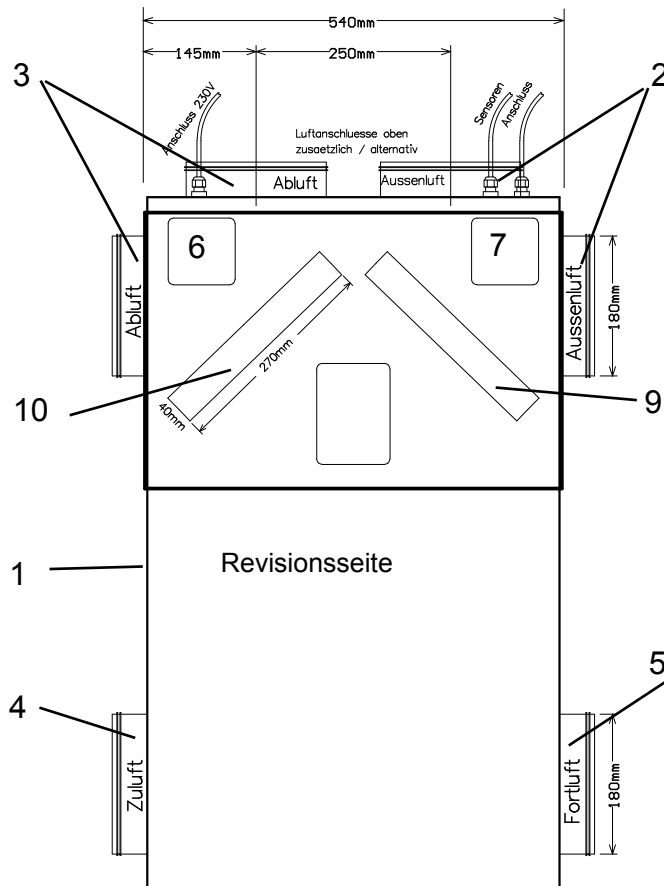 540mm
145mm
250mm
3
2
Anschluss 230V
Sensoren
Anschluss
Luftanschluesse oben
zusaetzlich / alternativ
Abluft
Aussenluft
6
7
Abluft
Aussenluft
180mm
270mm
40mm
10
9
1
Revisionsseite
4
5
Zuluft
Fortluft
180mm